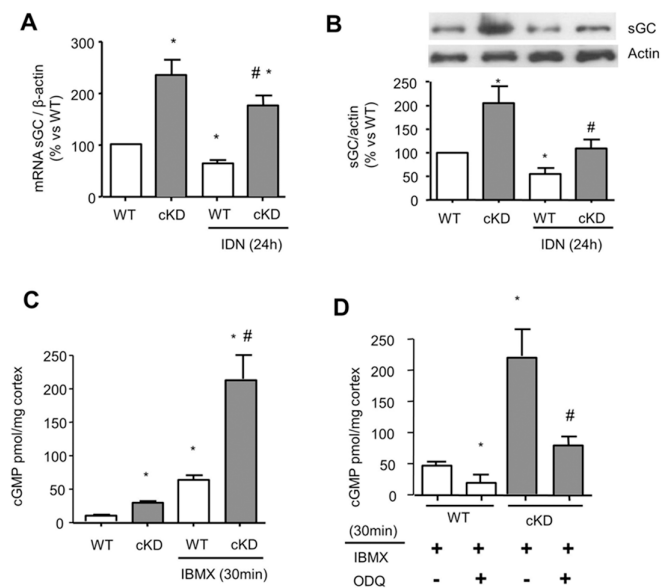 A
mRNA sGC / β-actin
(% vs WT)
300
200
100
0
*
# *
*
WT
cKD
WT
cKD
IDN (24h)
B
sGC
Actin
sGC/actin
(% vs WT)
250
200
150
100
50
0
*
*
#
WT
cKD
WT
cKD
IDN (24h)
C
cGMP pmol/mg cortex
250
200
150
100
50
0
*
*
* #
WT
cKD
WT
cKD
IBMX (30min)
D
cGMP pmol/mg cortex
250
200
150
100
50
0
*
*
#
WT
cKD
(30min)
IBMX + + + +
ODQ - + - +